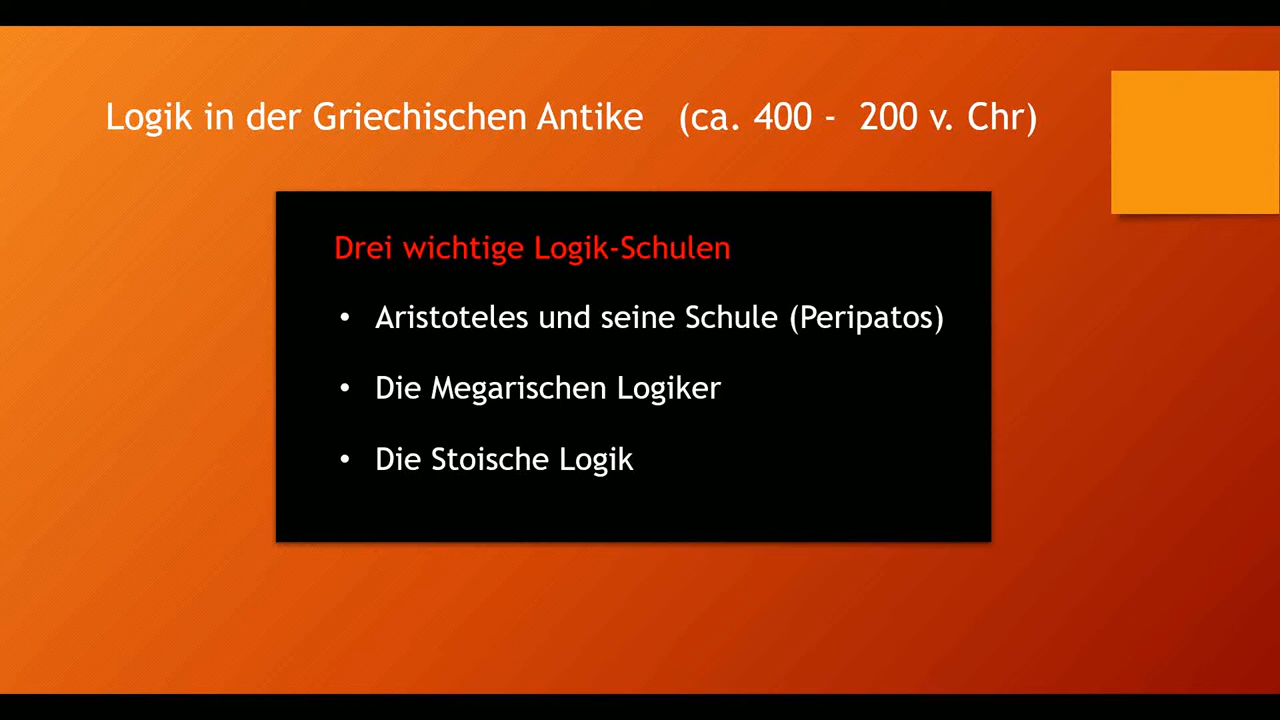 Logik in der Griechischen Antike (ca. 400 - 200 v. Chr)
Drei wichtige Logik-Schulen
• Aristoteles und seine Schule (Peripatos)
• Die Megarischen Logiker
• Die Stoische Logik